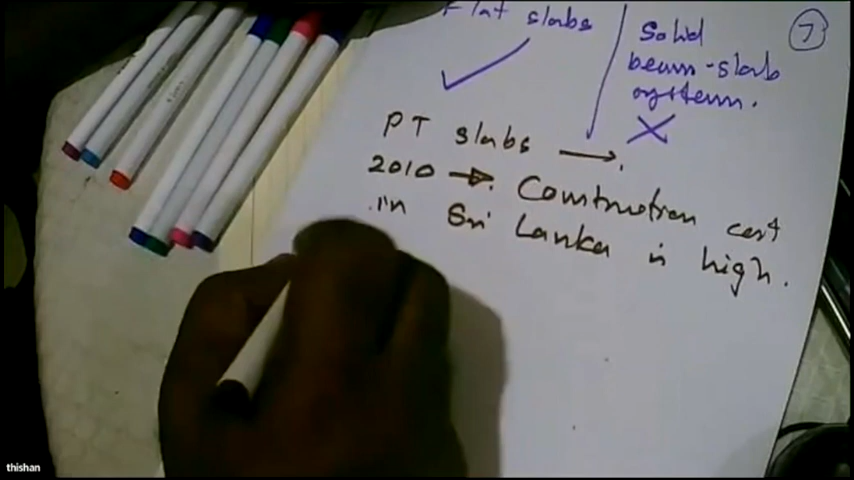 Flat slabs
Solid
beam-slab
system.
7
PT slabs →
2010 → Construction cost
in Sri Lanka is high.
thishan